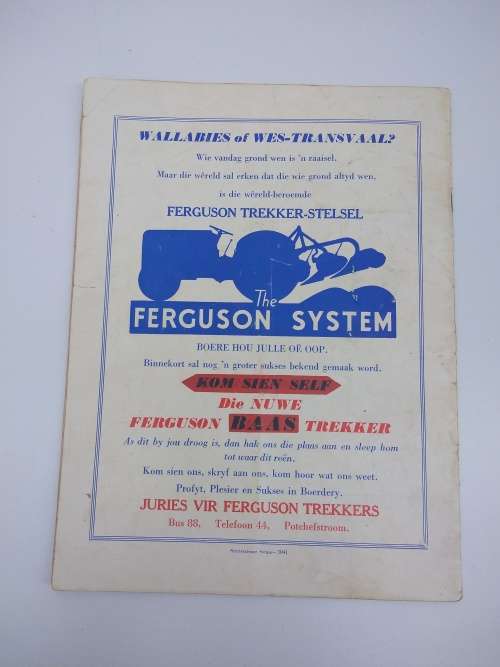 WALLABIES of WES-TRANSVAAL?
Wie vandag grond wen is 'n raaisel.
Maar die wêreld sal erken dat die wie grond altyd wen,
is die wêreld-beroemde
FERGUSON TREKKER-STELSEL
The
FERGUSON SYSTEM
BOERE HOU JULLE OË OOP.
Binnekort sal nog 'n groter sukses bekend gemaak word.
KOM SIEN SELF
Die NUWE
FERGUSON BAAS TREKKER
As dit by jou droog is, dan hak ons die plaas aan en sleep hom
tot waar dit reën.
Kom sien ons, skryf aan ons, kom hoor wat ons weet.
Profyt, Plesier en Sukses in Boerdery.
JURIES VIR FERGUSON TREKKERS
Bus 88, Telefoon 44, Potchefstroom.